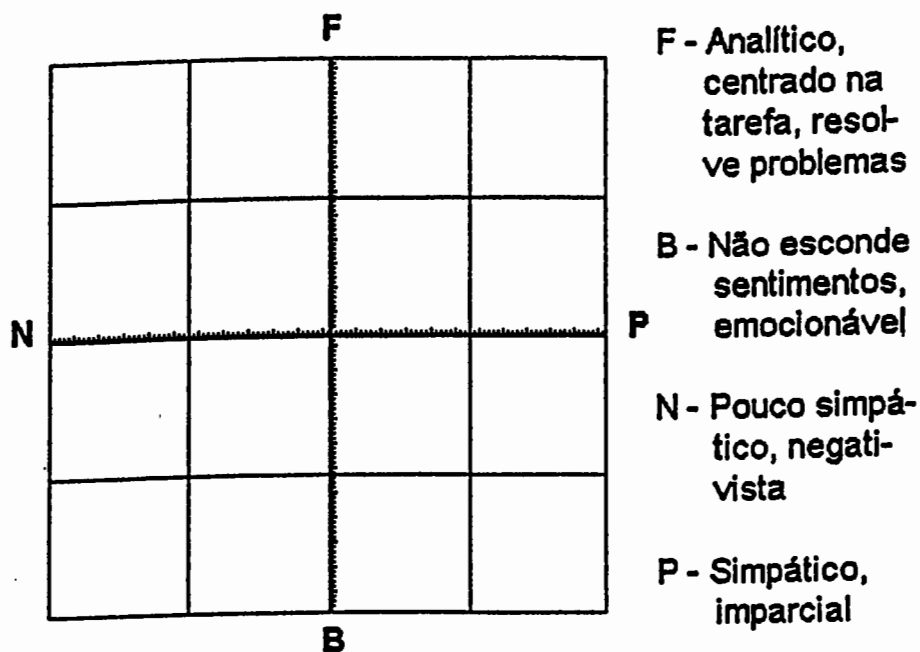 F
N
P
B
F - Analítico,
centrado na
tarefa, resol-
ve problemas
B - Não esconde
sentimentos,
emocionável
N - Pouco simpá-
tico, negati-
vista
P - Simpático,
imparcial